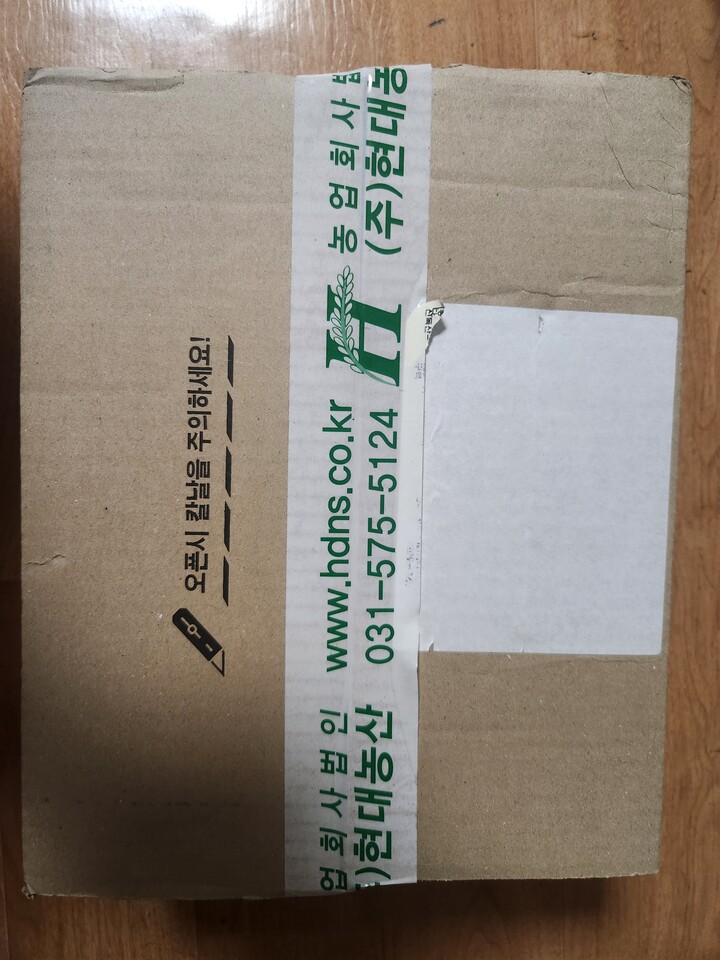 오픈시 칼날을 주의하세요!
농업회사법
(주)현대농
H
www.hdns.co.kr
031-575-5124
업회사법인
)현대농산